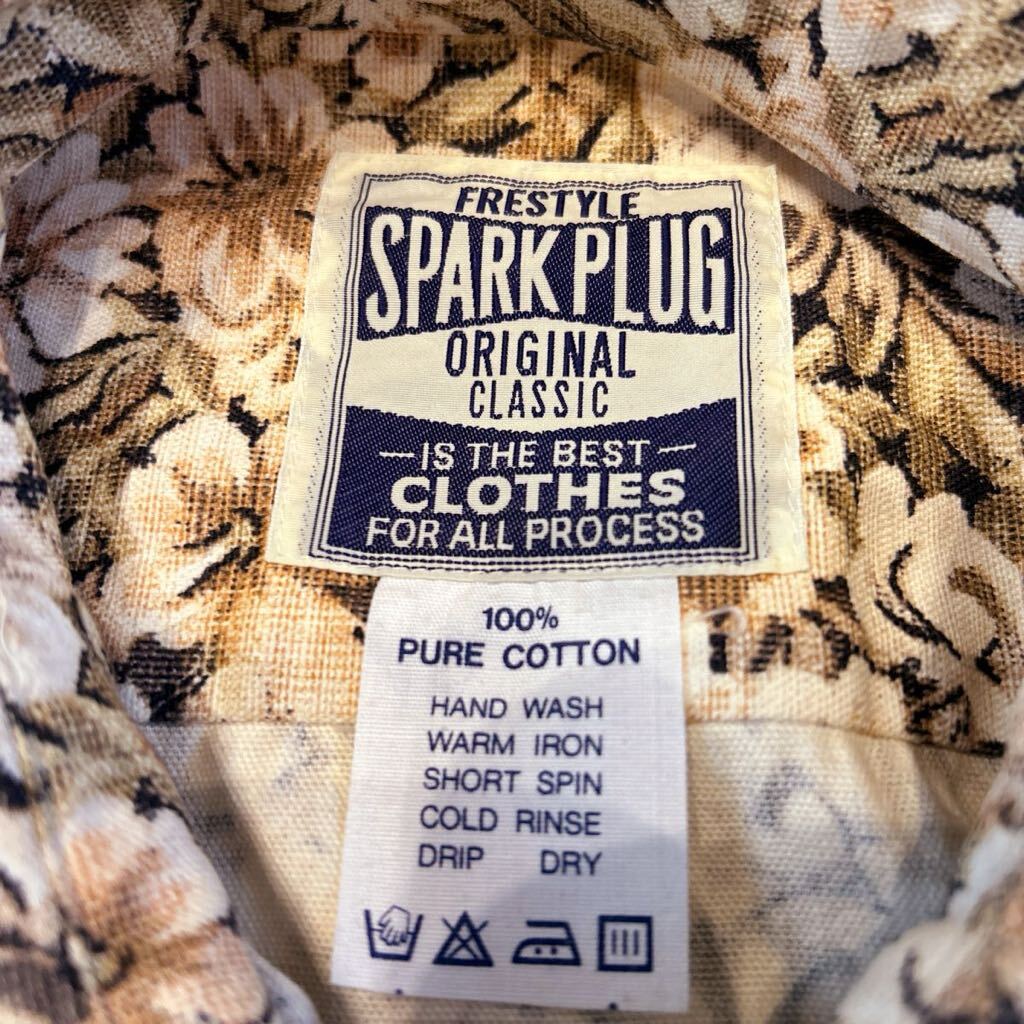 FRESTYLE
SPARK PLUG
ORIGINAL
CLASSIC
— IS THE BEST —
CLOTHES
FOR ALL PROCESS
100%
PURE COTTON
HAND WASH
WARM IRON
SHORT SPIN
COLD RINSE
DRIP DRY